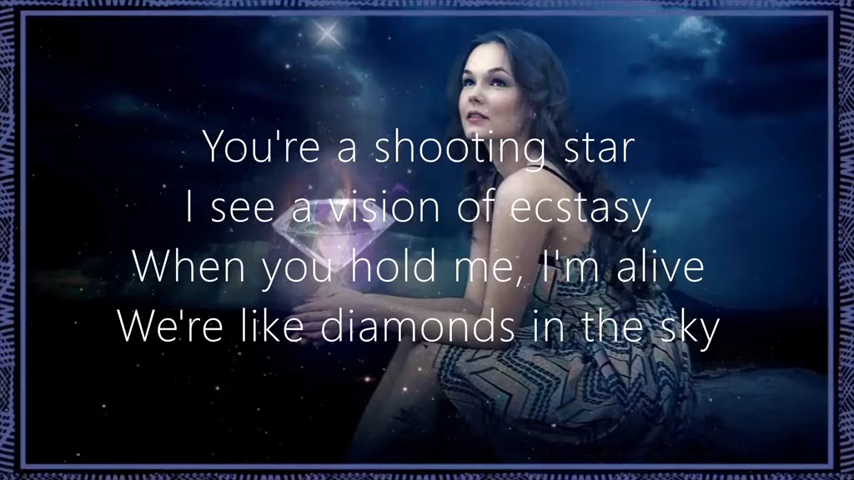 You're a shooting star
I see a vision of ecstasy
When you hold me, I'm alive
We're like diamonds in the sky